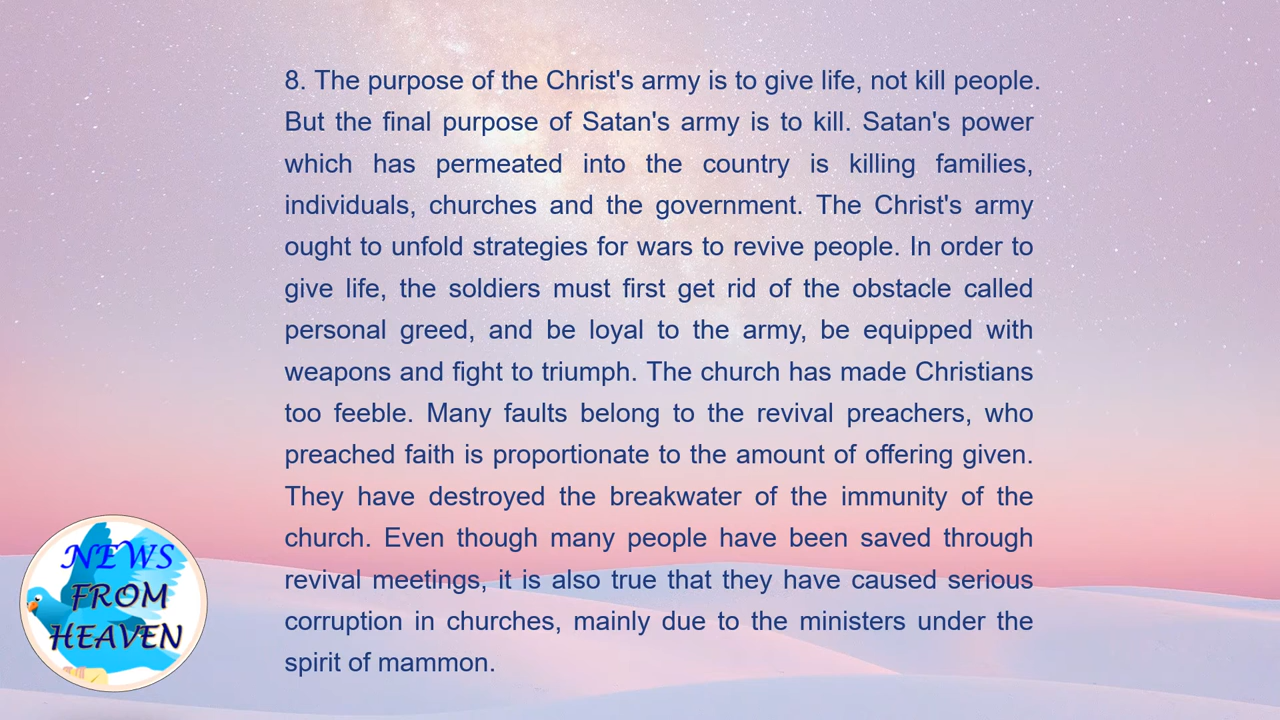 8. The purpose of the Christ's army is to give life, not kill people.
But the final purpose of Satan's army is to kill. Satan's power
which has permeated into the country is killing families,
individuals, churches and the government. The Christ's army
ought to unfold strategies for wars to revive people. In order to
give life, the soldiers must first get rid of the obstacle called
personal greed, and be loyal to the army, be equipped with
weapons and fight to triumph. The church has made Christians
too feeble. Many faults belong to the revival preachers, who
preached faith is proportionate to the amount of offering given.
They have destroyed the breakwater of the immunity of the
church. Even though many people have been saved through
revival meetings, it is also true that they have caused serious
corruption in churches, mainly due to the ministers under the
spirit of mammon.
NEWS
FROM
HEAVEN